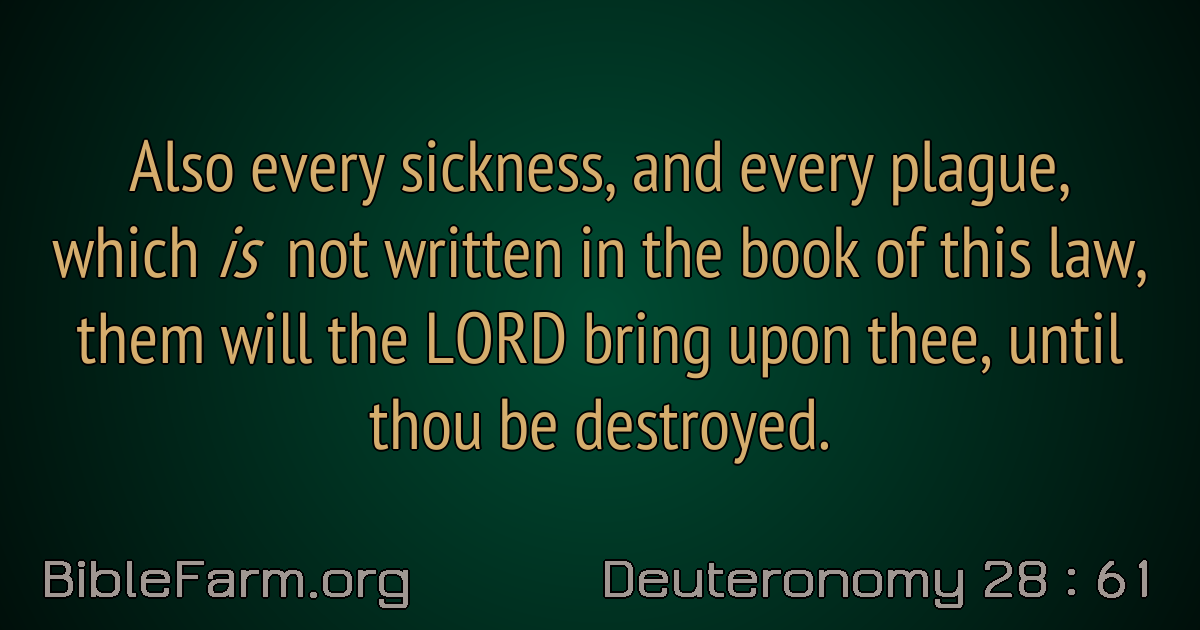 Also every sickness, and every plague,
which is not written in the book of this law,
them will the LORD bring upon thee, until
thou be destroyed.
BibleFarm.org
Deuteronomy 28 : 61